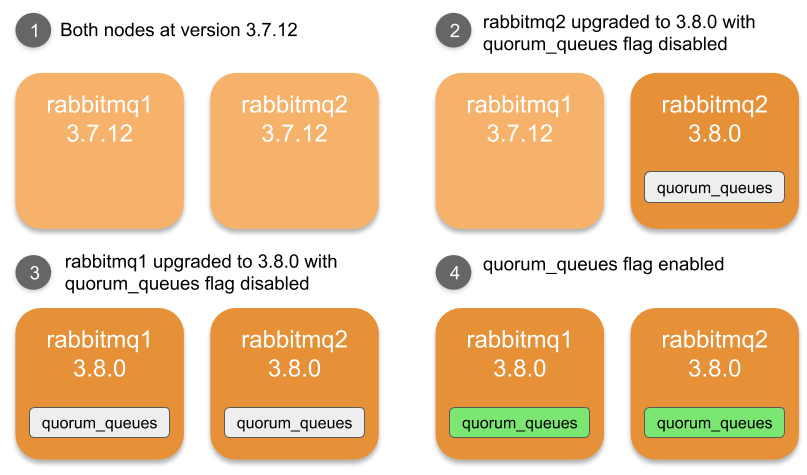 1 Both nodes at version 3.7.12
rabbitmq1
3.7.12
rabbitmq2
3.7.12
2 rabbitmq2 upgraded to 3.8.0 with
quorum_queues flag disabled
rabbitmq1
3.7.12
rabbitmq2
3.8.0
quorum_queues
3 rabbitmq1 upgraded to 3.8.0 with
quorum_queues flag disabled
rabbitmq1
3.8.0
quorum_queues
rabbitmq2
3.8.0
quorum_queues
4 quorum_queues flag enabled
rabbitmq1
3.8.0
quorum_queues
rabbitmq2
3.8.0
quorum_queues